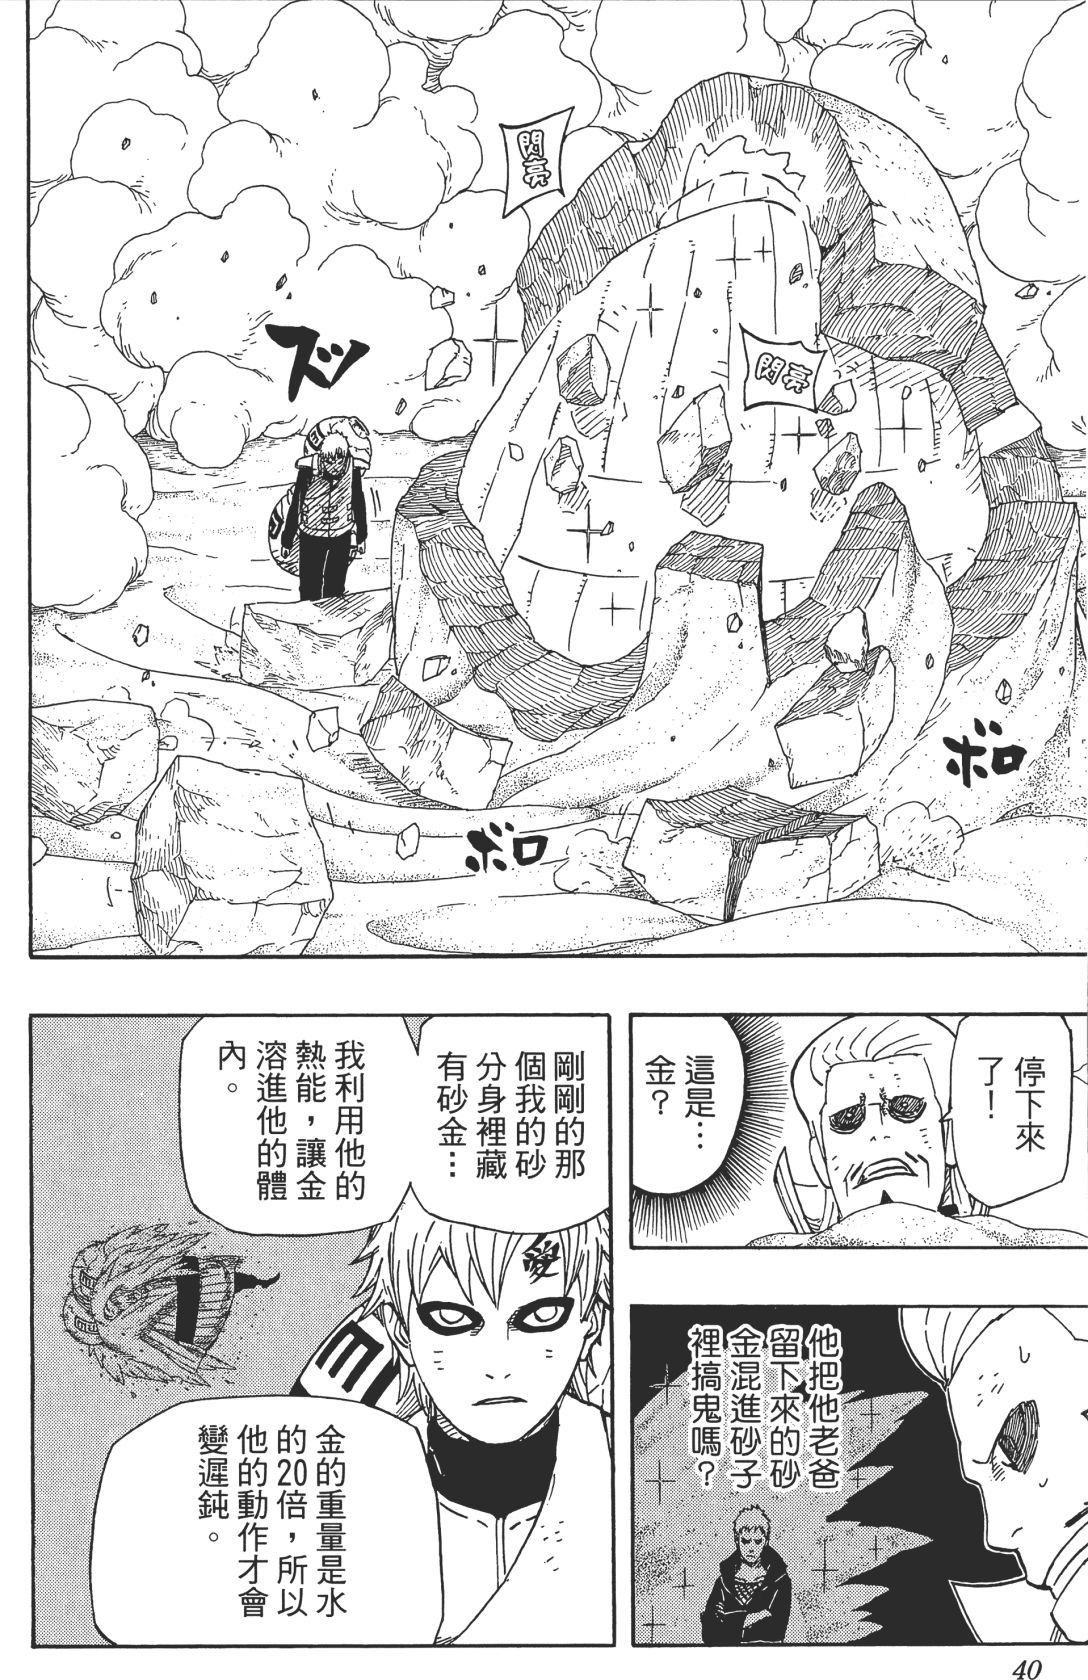 閃亮
閃亮
ズッ
ボロ
ボロ
停下來
了!
這是…
金?
他把他老爸
留下來的砂
金混進砂子
裡搞鬼嗎?
剛剛的那
個我的砂
分身裡藏
有砂金…
我利用他的
熱能，讓金
溶進他的體
內。
愛
金的重量是水
的20倍，所以
他的動作才會
變遲鈍。
40